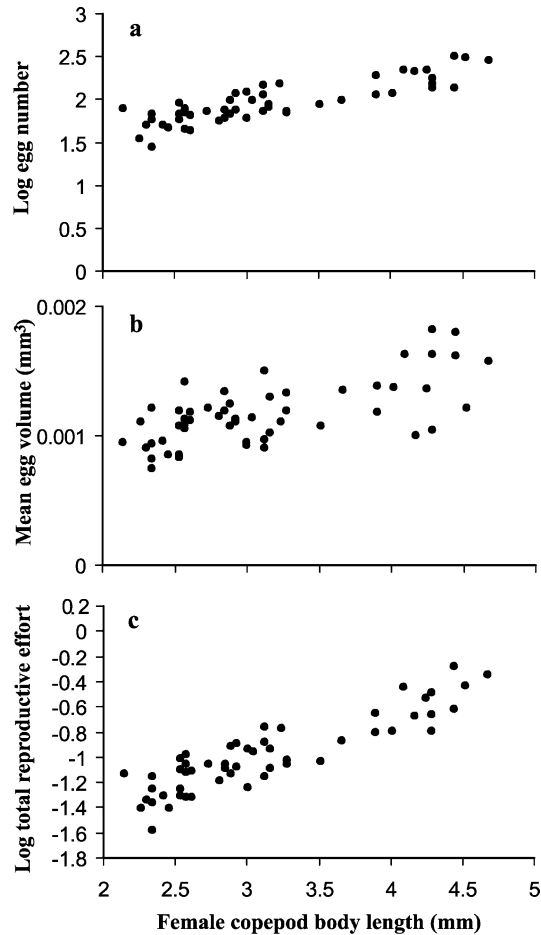 a
3
2.5
2
1.5
1
0.5
0
Log egg number
b
0.002
0.001
0
Mean egg volume (mm³)
c
0.2
0
-0.2
-0.4
-0.6
-0.8
-1
-1.2
-1.4
-1.6
-1.8
Log total reproductive effort
2 2.5 3 3.5 4 4.5 5
Female copepod body length (mm)